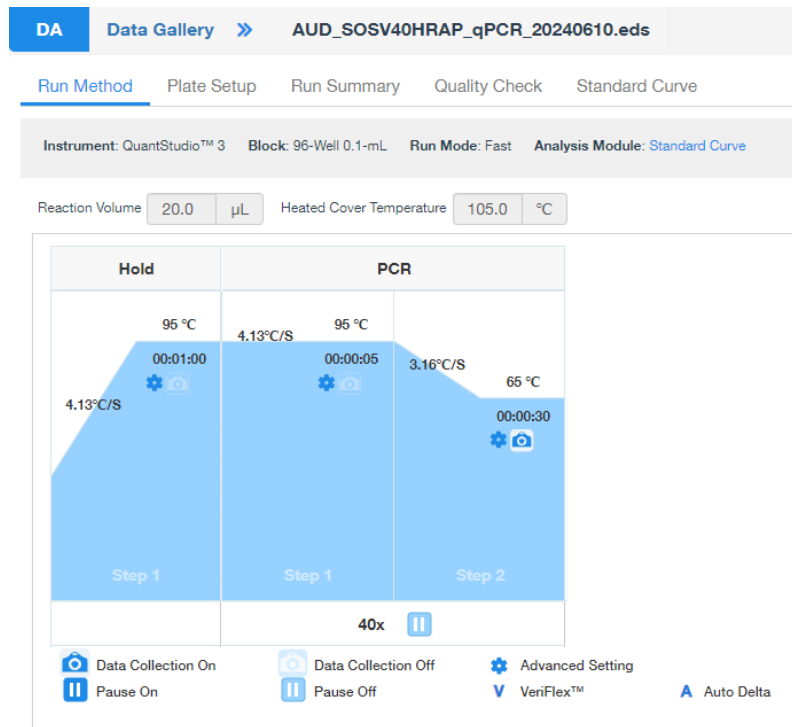 DA Data Gallery » AUD_SOSV40HRAP_qPCR_20240610.eds
Run Method Plate Setup Run Summary Quality Check Standard Curve
Instrument: QuantStudio™ 3 Block: 96-Well 0.1-mL Run Mode: Fast Analysis Module: Standard Curve
Reaction Volume 20.0 µL Heated Cover Temperature 105.0 °C
Hold PCR
95 °C 4.13°C/S 95 °C
00:01:00 00:00:05 3.16°C/S
65 °C
4.13°C/S 00:00:30
Step 1 Step 1 Step 2
40x
Data Collection On Data Collection Off Advanced Setting
Pause On Pause Off V VeriFlex™ A Auto Delta